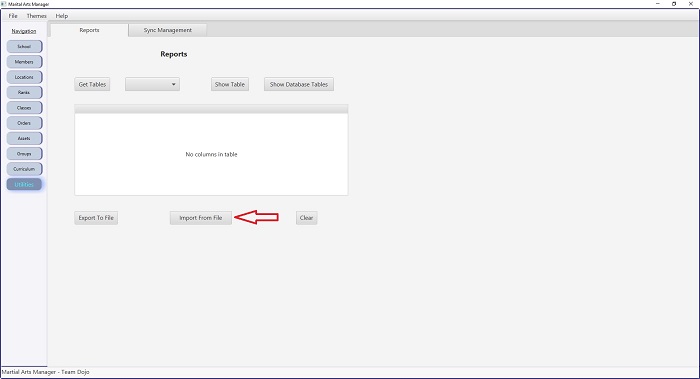 Martial Arts Manager
File Themes Help
Navigation
Reports Sync Management
School
Members
Locations
Ranks
Classes
Orders
Assets
Groups
Curriculum
Utilities
Reports
Get Tables Show Table Show Database Tables
No columns in table
Export To File Import From File Clear
Martial Arts Manager - Team Dojo